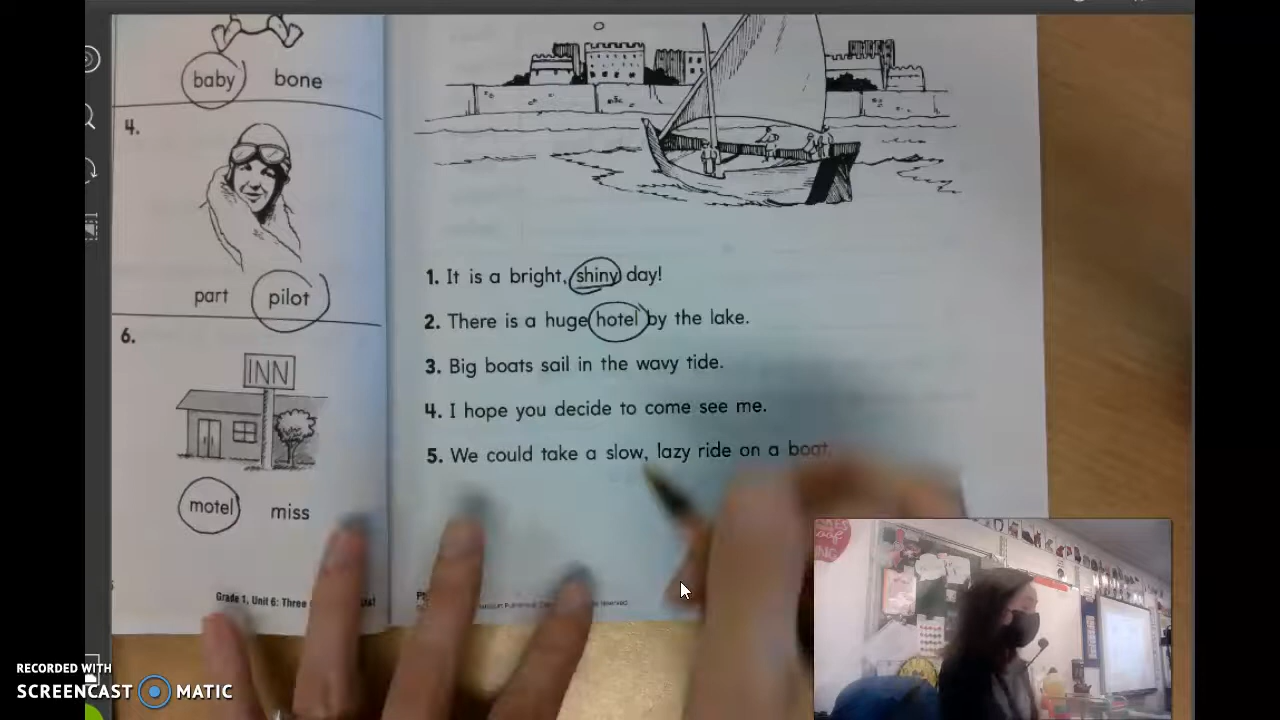 baby bone
4.
part pilot
6.
INN
motel miss
Grade 1, Unit 6: Three
1. It is a bright, shiny day!
2. There is a huge hotel by the lake.
3. Big boats sail in the wavy tide.
4. I hope you decide to come see me.
5. We could take a slow, lazy ride on a boat.
RECORDED WITH
SCREENCAST MATIC